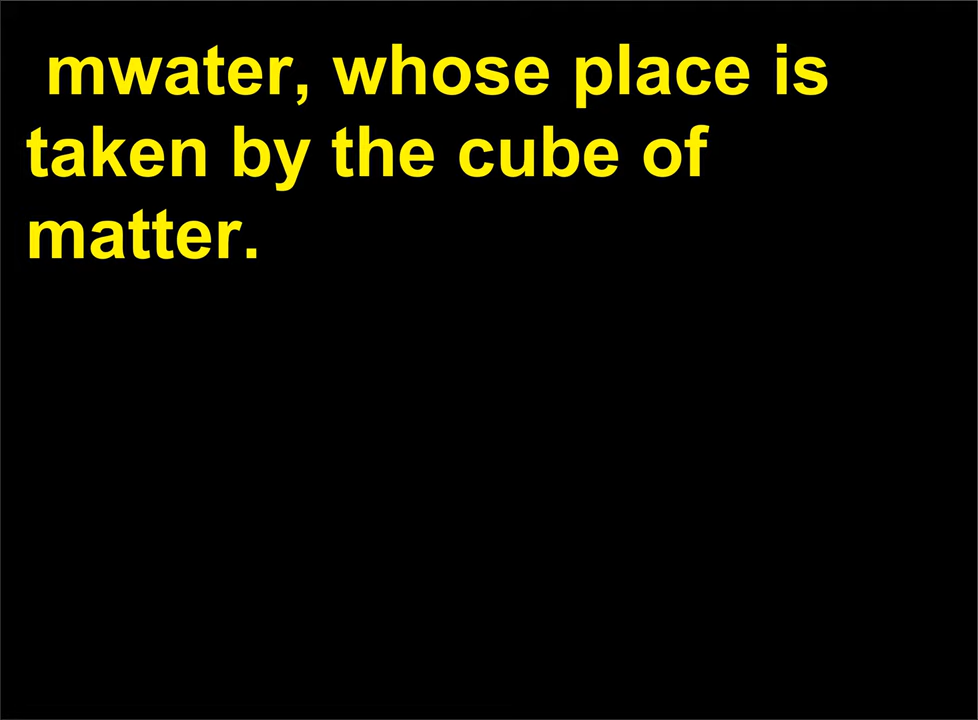 mwater, whose place is
taken by the cube of
matter.